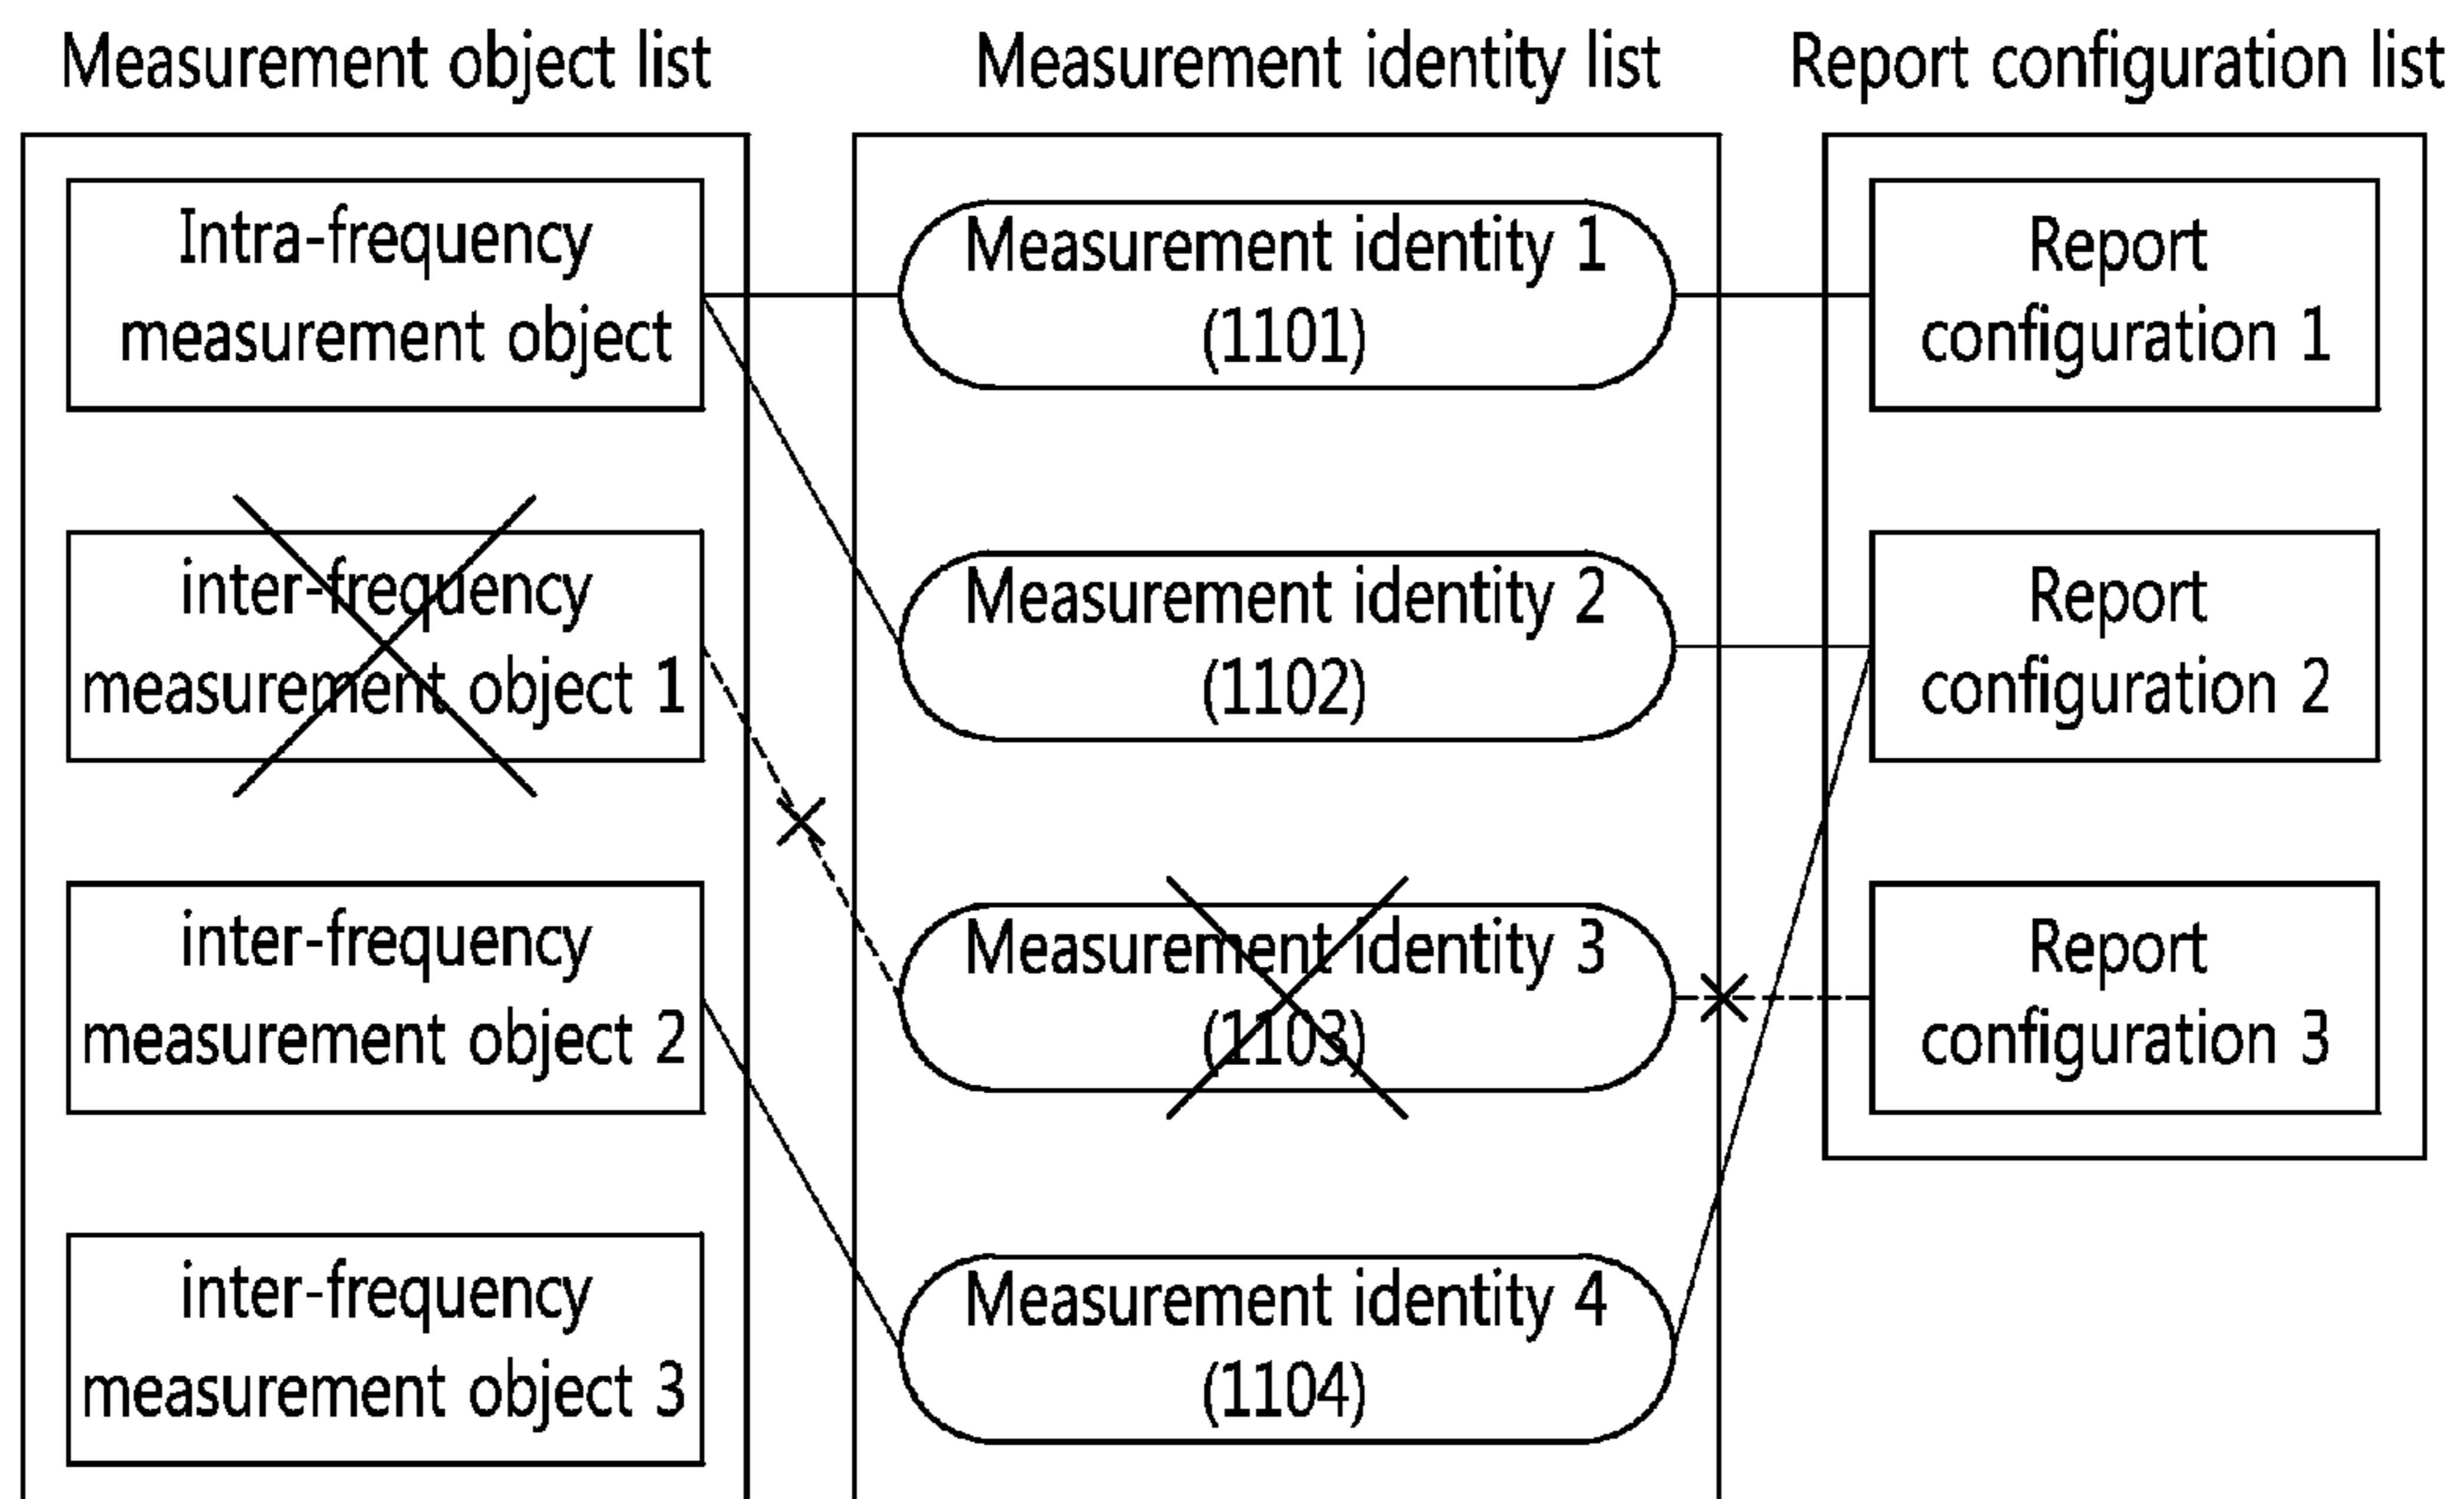 Measurement object list
Measurement identity list
Report configuration list
Intra-frequency
measurement object
inter-frequency
measurement object 1
inter-frequency
measurement object 2
inter-frequency
measurement object 3
Measurement identity 1
(1101)
Measurement identity 2
(1102)
Measurement identity 3
(1103)
Measurement identity 4
(1104)
Report
configuration 1
Report
configuration 2
Report
configuration 3